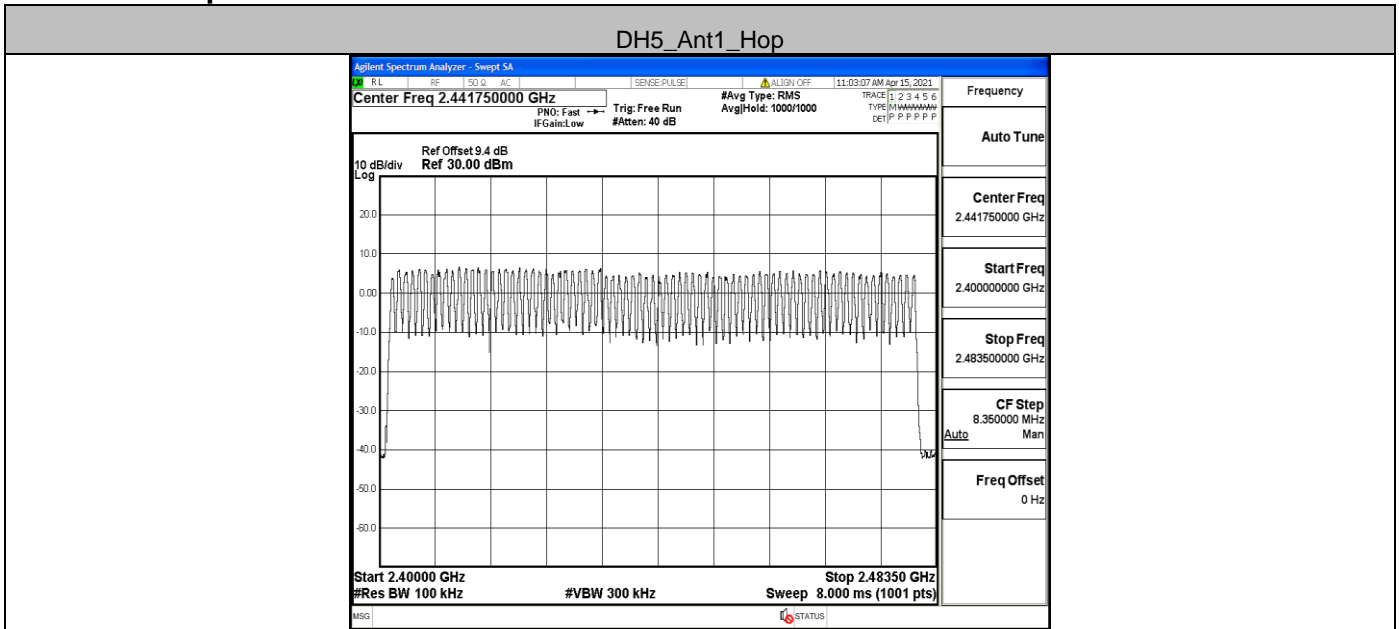 DH5_Ant1_Hop
Agilent Spectrum Analyzer - Swept SA
RL RF 50 Ω AC SENSE:PULSE ALIGN OFF 11:03:07 AM Apr 15, 2021
Center Freq 2.441750000 GHz
PNO: Fast
IFGain:Low
Trig: Free Run
#Atten: 40 dB
#Avg Type: RMS
Avg|Hold: 1000/1000
TRACE 1 2 3 4 5 6
TYPE
DET P P P P P P
Ref Offset 9.4 dB
10 dB/div Ref 30.00 dBm
Log
20.0
10.0
0.00
-10.0
-20.0
-30.0
-40.0
-50.0
-60.0
Start 2.40000 GHz Stop 2.48350 GHz
#Res BW 100 kHz #VBW 300 kHz Sweep 8.000 ms (1001 pts)
MSG STATUS
Frequency
Auto Tune
Center Freq
2.441750000 GHz
Start Freq
2.400000000 GHz
Stop Freq
2.483500000 GHz
CF Step
8.350000 MHz
Auto Man
Freq Offset
0 Hz